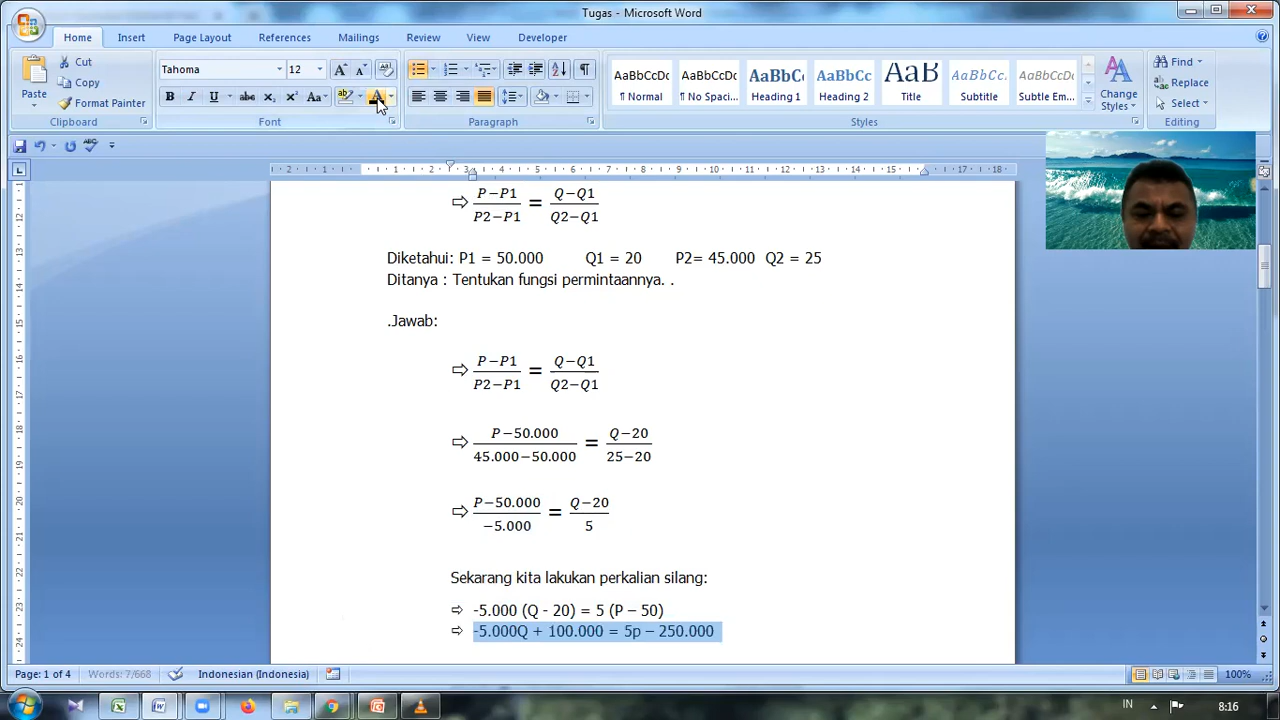 Tugas - Microsoft Word
Home Insert Page Layout References Mailings Review View Developer
Paste
Cut
Copy
Format Painter
Clipboard
Tahoma 12
Font
Paragraph
AaBbCcDc AaBbCcDc AaBbC AaBbCc AaB AaBbCc. AaBbCcDc
¶ Normal ¶ No Spaci... Heading 1 Heading 2 Title Subtitle Subtle Em...
Change Styles
Styles
Find
Replace
Select
Editing
P−P1 / P2−P1 = Q−Q1 / Q2−Q1
Diketahui: P1 = 50.000 Q1 = 20 P2= 45.000 Q2 = 25
Ditanya : Tentukan fungsi permintaannya. .
.Jawab:
⇨ P−P1 / P2−P1 = Q−Q1 / Q2−Q1
⇨ P−50.000 / 45.000−50.000 = Q−20 / 25−20
⇨ P−50.000 / −5.000 = Q−20 / 5
Sekarang kita lakukan perkalian silang:
⇨ -5.000 (Q - 20) = 5 (P – 50)
⇨ -5.000Q + 100.000 = 5p – 250.000
Page: 1 of 4 Words: 7/668 Indonesian (Indonesia) 100%
IN 8:16